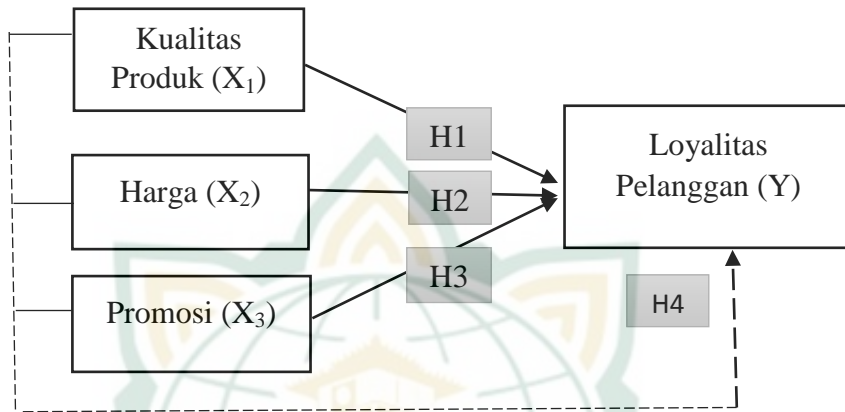 Kualitas
Produk (X₁)
H1
Loyalitas
Pelanggan (Y)
Harga (X₂)
H2
H3
Promosi (X₃)
H4